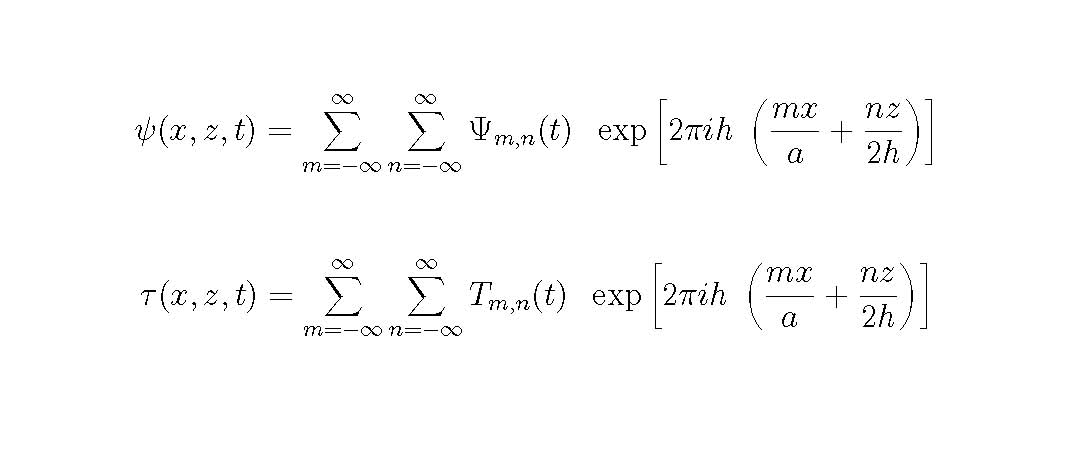 ψ(x, z, t) = ∑_{m=−∞}^{∞} ∑_{n=−∞}^{∞} Ψ_{m,n}(t) exp [2πih (mx/a + nz/2h)]
τ(x, z, t) = ∑_{m=−∞}^{∞} ∑_{n=−∞}^{∞} T_{m,n}(t) exp [2πih (mx/a + nz/2h)]